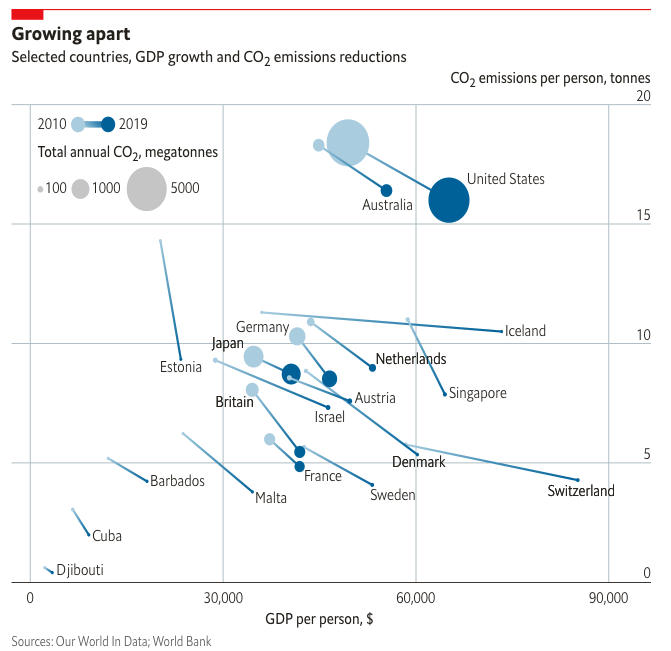 Growing apart
Selected countries, GDP growth and CO2 emissions reductions
CO2 emissions per person, tonnes
20
2010 2019
Total annual CO2, megatonnes
100 1000 5000
United States
Australia
15
Germany
Iceland
10
Japan
Netherlands
Estonia
Singapore
Austria
Britain
Israel
Denmark
5
France
Barbados
Switzerland
Malta
Sweden
Cuba
Djibouti
0
0 30,000 60,000 90,000
GDP per person, $
Sources: Our World In Data; World Bank